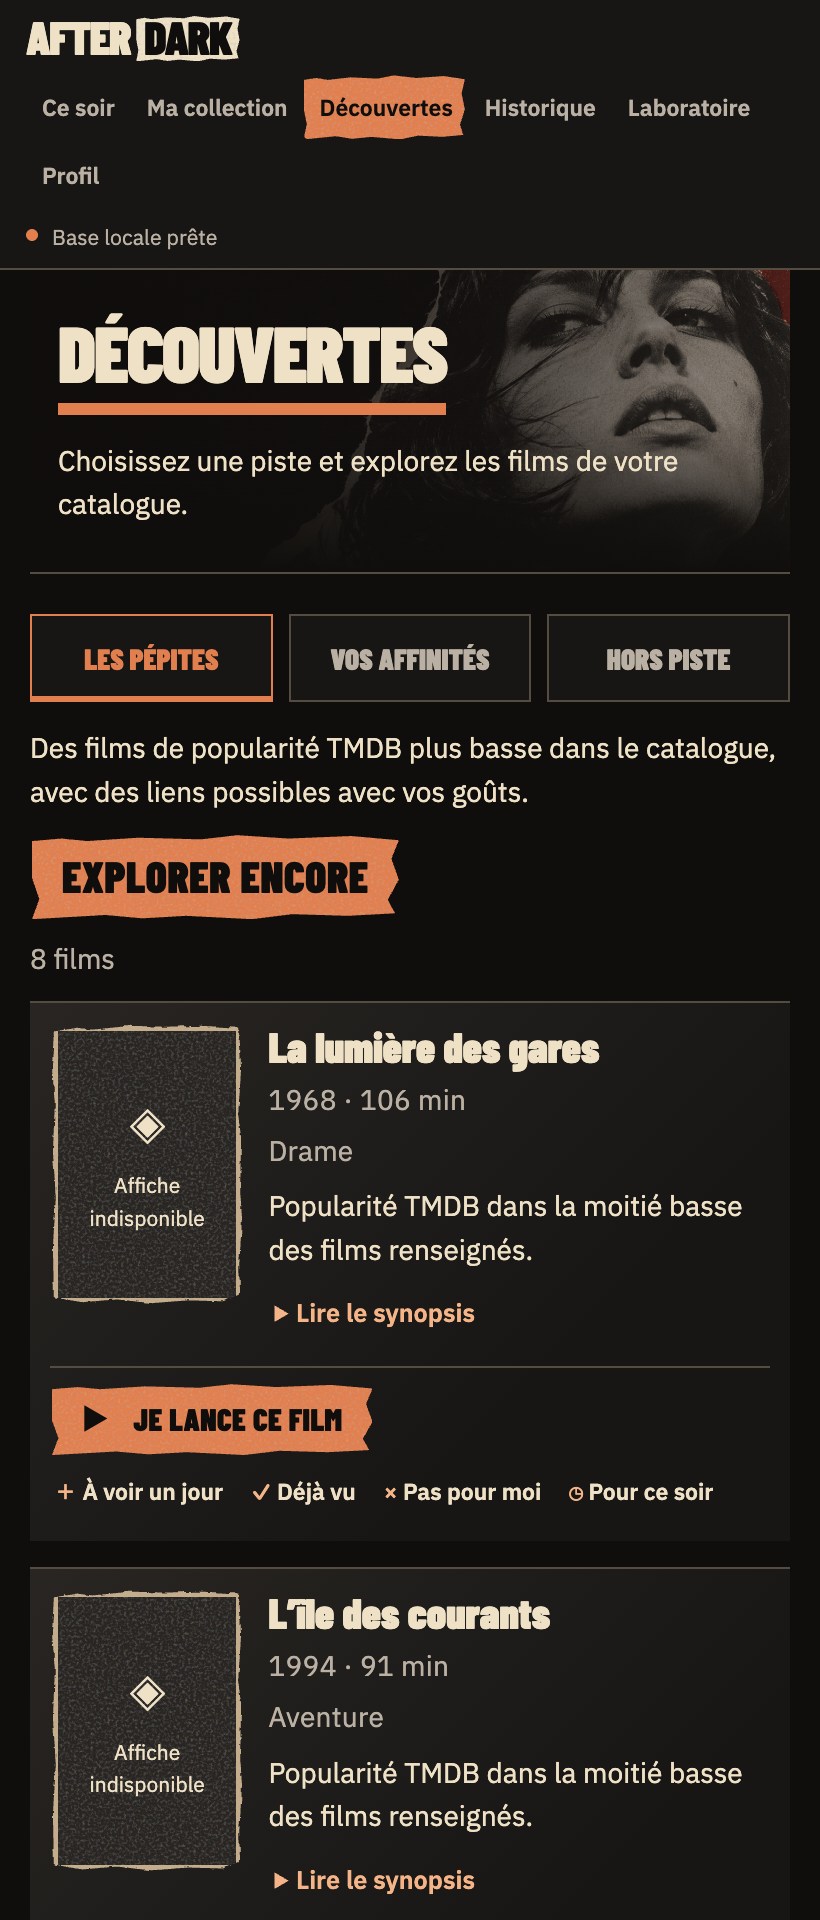 AFTER DARK
Ce soir Ma collection Découvertes Historique Laboratoire
Profil
Base locale prête
DÉCOUVERTES
Choisissez une piste et explorez les films de votre
catalogue.
LES PÉPITES VOS AFFINITÉS HORS PISTE
Des films de popularité TMDB plus basse dans le catalogue,
avec des liens possibles avec vos goûts.
EXPLORER ENCORE
8 films
La lumière des gares
1968 · 106 min
Drame
Affiche
indisponible
Popularité TMDB dans la moitié basse
des films renseignés.
Lire le synopsis
JE LANCE CE FILM
À voir un jour Déjà vu Pas pour moi Pour ce soir
L'île des courants
1994 · 91 min
Aventure
Affiche
indisponible
Popularité TMDB dans la moitié basse
des films renseignés.
Lire le synopsis